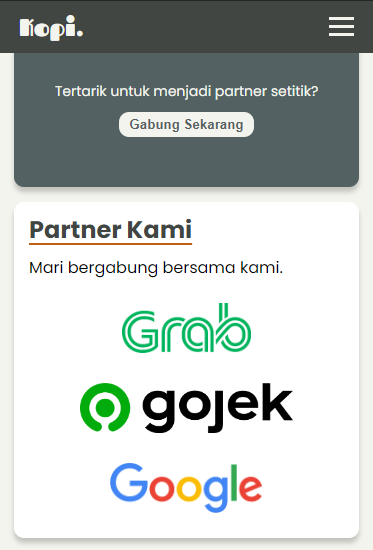 Kopi.
Tertarik untuk menjadi partner setitik?
Gabung Sekarang
Partner Kami
Mari bergabung bersama kami.
Grab
gojek
Google